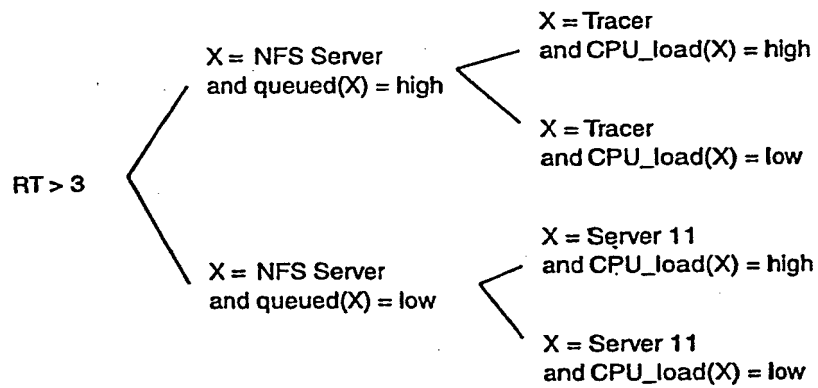 X = Tracer
and CPU_load(X) = high
X = NFS Server
and queued(X) = high
X = Tracer
and CPU_load(X) = low
RT > 3
X = Server 11
and CPU_load(X) = high
X = NFS Server
and queued(X) = low
X = Server 11
and CPU_load(X) = low